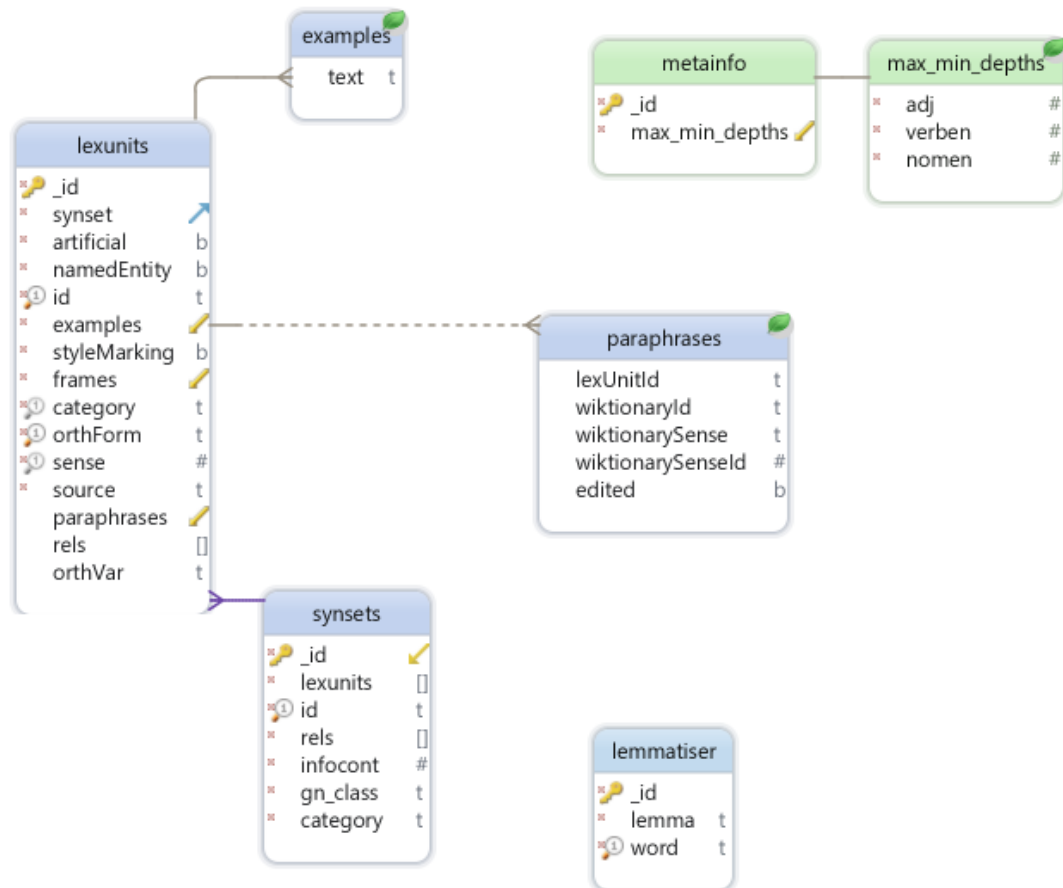 examples
text t
lexunits
_id
synset
artificial b
namedEntity b
id t
examples
styleMarking b
frames
category t
orthForm t
sense #
source t
paraphrases
rels []
orthVar t
metainfo
_id
max_min_depths
max_min_depths
adj #
verben #
nomen #
paraphrases
lexUnitId t
wiktionaryId t
wiktionarySense t
wiktionarySenseId #
edited b
synsets
_id
lexunits []
id t
rels []
infocont #
gn_class t
category t
lemmatiser
_id
lemma t
word t